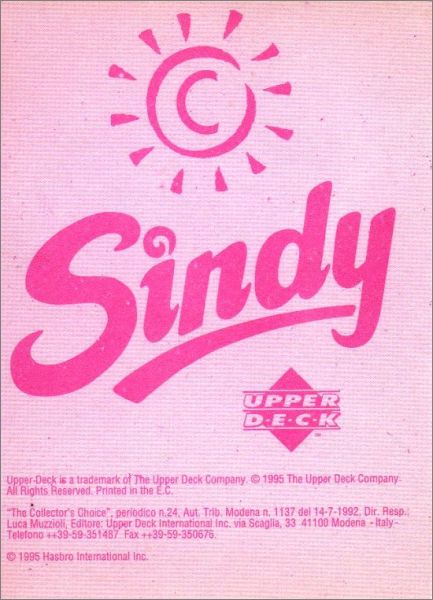 C
Sindy
UPPER
D·E·C·K
™
Upper Deck is a trademark of The Upper Deck Company. © 1995 The Upper Deck Company.
All Rights Reserved. Printed in the E.C.
"The Collector's Choice", periodico n.24, Aut. Trib. Modena n. 1137 del 14-7-1992, Dir. Resp.:
Luca Muzzioli, Editore: Upper Deck International Inc. via Scaglia, 33 41100 Modena - Italy-
Telefono ++39-59-351487 Fax ++39-59-350676.
© 1995 Hasbro International Inc.